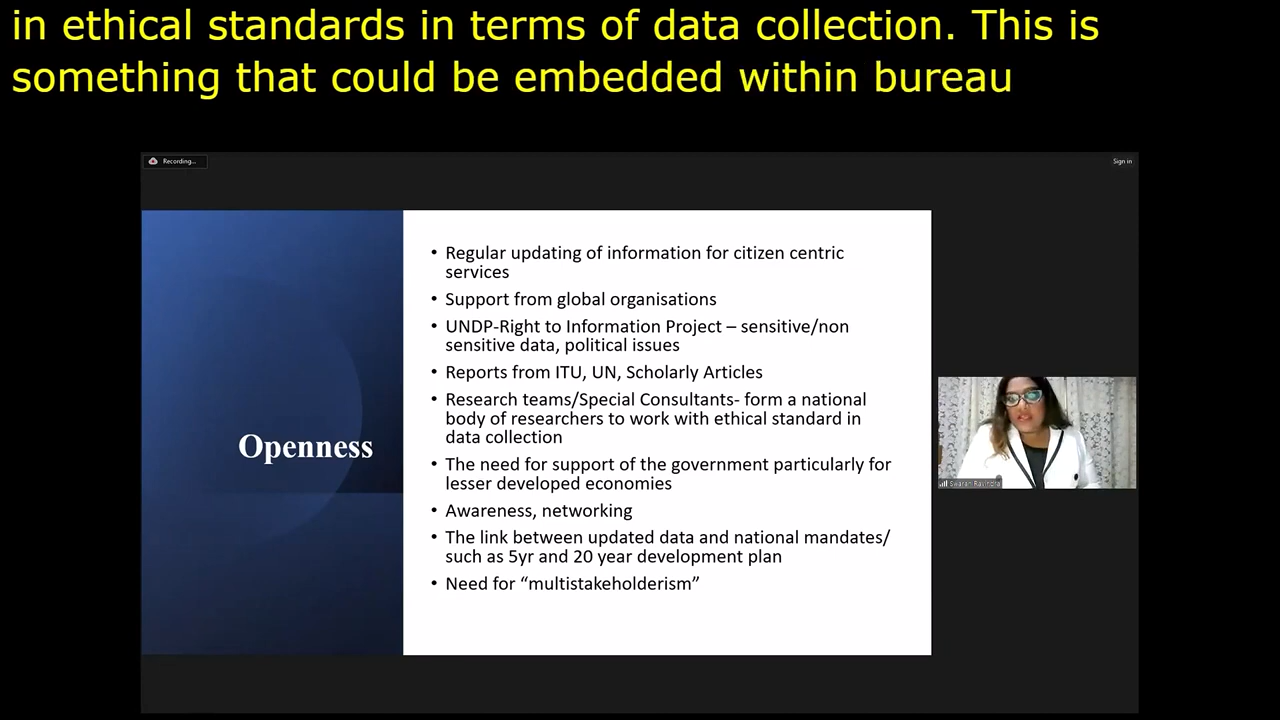 in ethical standards in terms of data collection. This is
something that could be embedded within bureau
Recording...
Sign in
Openness
• Regular updating of information for citizen centric
services
• Support from global organisations
• UNDP-Right to Information Project – sensitive/non
sensitive data, political issues
• Reports from ITU, UN, Scholarly Articles
• Research teams/Special Consultants- form a national
body of researchers to work with ethical standard in
data collection
• The need for support of the government particularly for
lesser developed economies
• Awareness, networking
• The link between updated data and national mandates/
such as 5yr and 20 year development plan
• Need for “multistakeholderism”
Swaran Ravindra